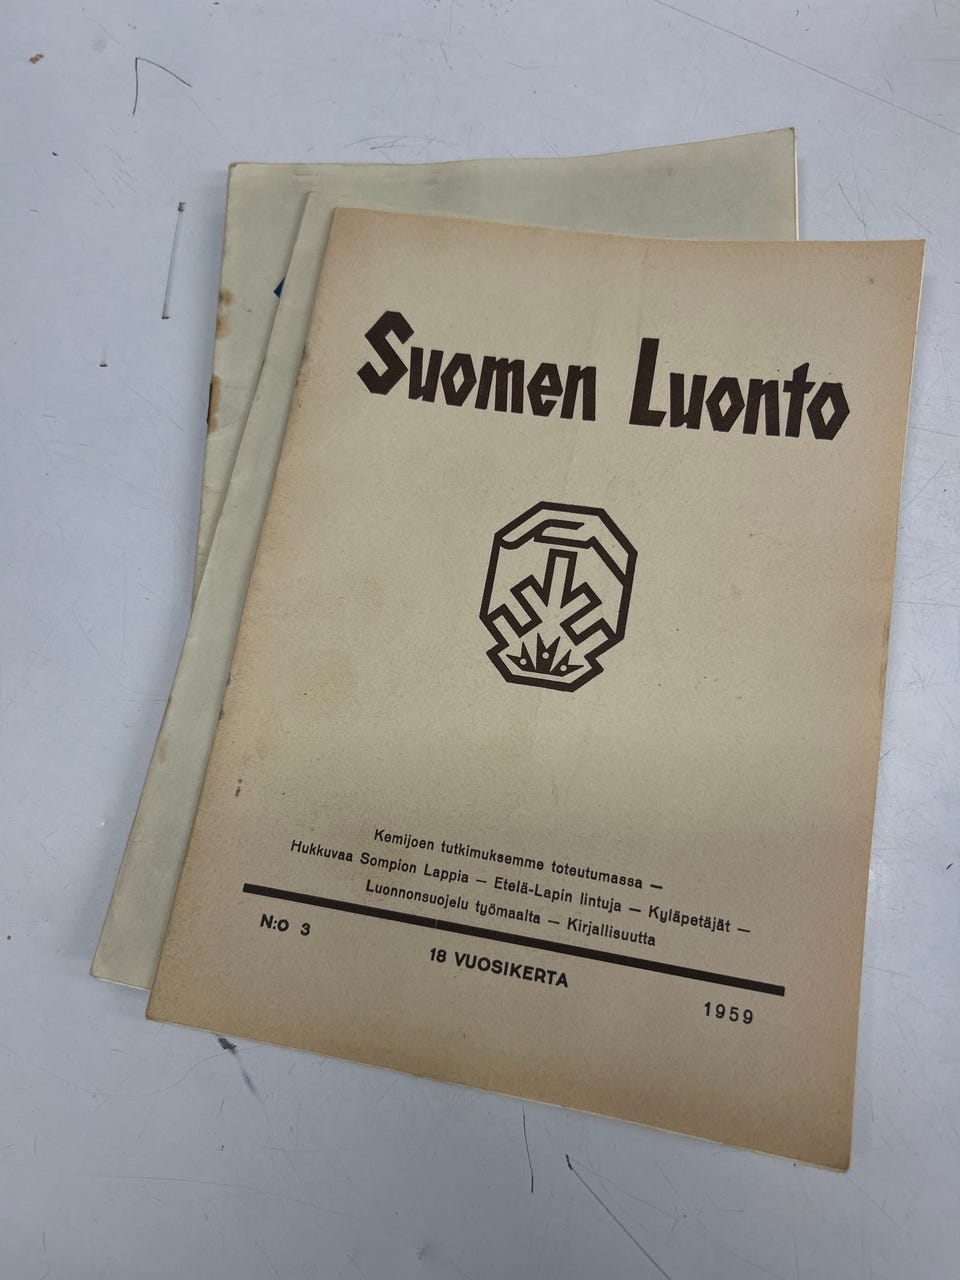 Suomen Luonto
Kemijoen tutkimuksemme toteutumassa —
Hukkuvaa Sompion Lappia — Etelä-Lapin lintuja — Kyläpetäjät —
Luonnonsuojelu työmaalta — Kirjallisuutta
N:o 3
18 VUOSIKERTA
1959